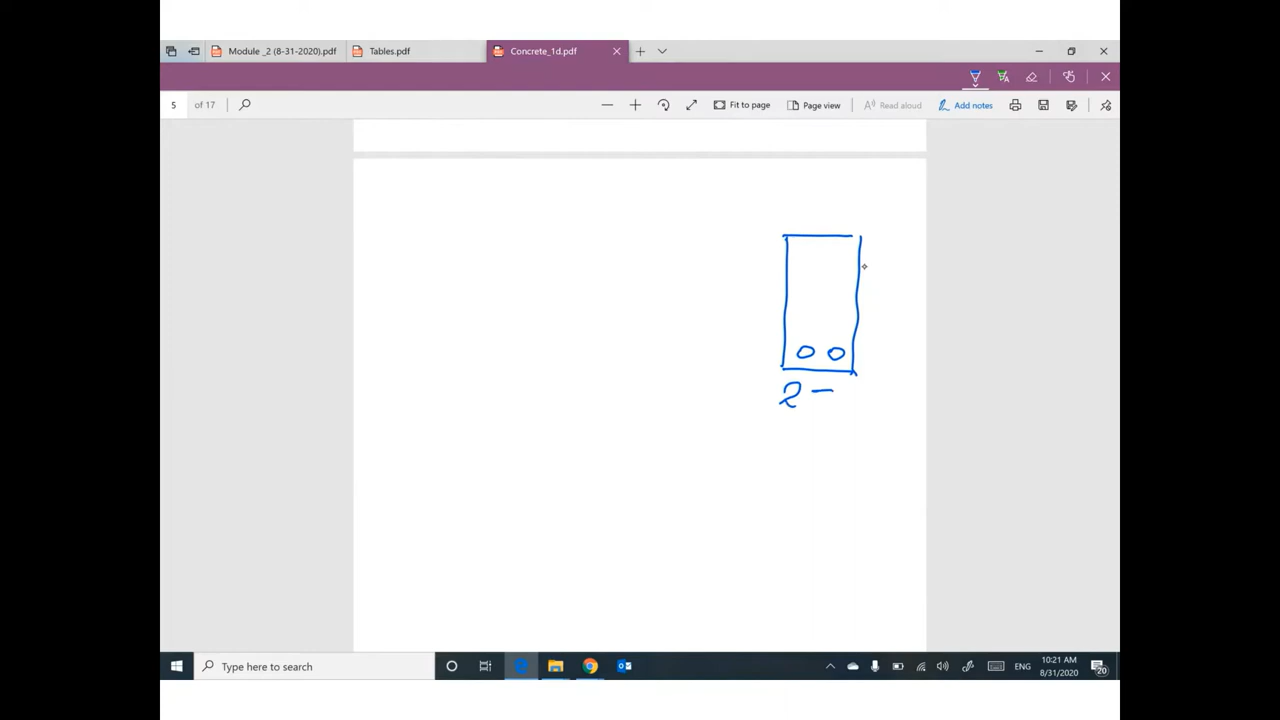 Module _2 (8-31-2020).pdf
Tables.pdf
Concrete_1d.pdf
5 of 17
Fit to page
Page view
Read aloud
Add notes
2 –
Type here to search
ENG
10:21 AM
8/31/2020
20